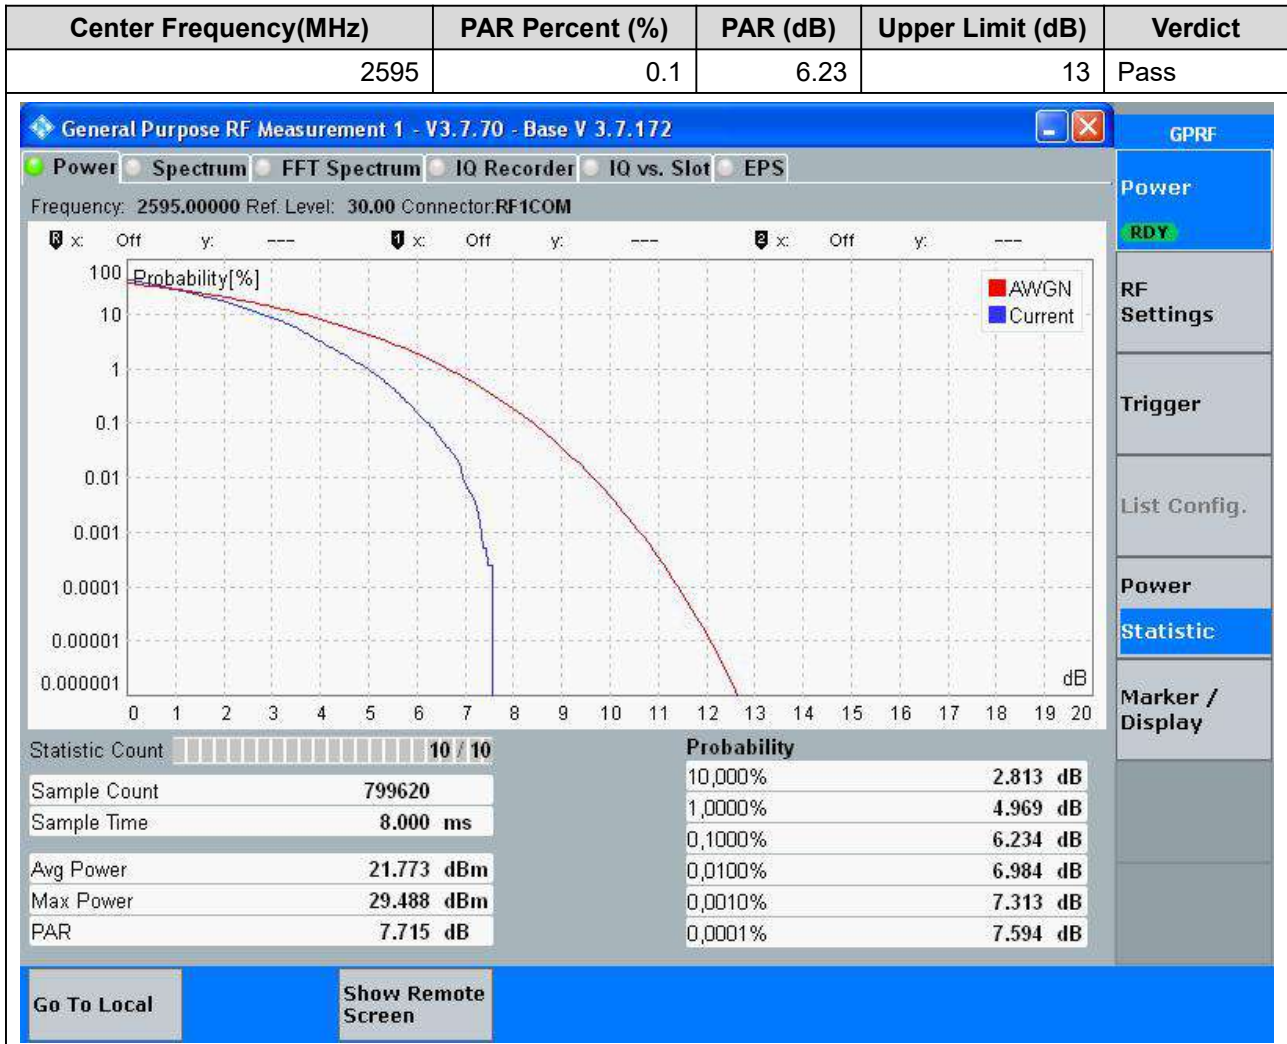 Center Frequency(MHz) PAR Percent (%) PAR (dB) Upper Limit (dB) Verdict
2595 0.1 6.23 13 Pass
General Purpose RF Measurement 1 - V3.7.70 - Base V 3.7.172
GPRF
Power Spectrum FFT Spectrum IQ Recorder IQ vs. Slot EPS
Power
RDY
Frequency: 2595.00000 Ref. Level: 30.00 Connector:RF1COM
R x: Off y: --- 1 x: Off y: --- 2 x: Off y: ---
Probability[%]
AWGN
Current
100
10
1
0.1
0.01
0.001
0.0001
0.00001
0.000001
dB
0 1 2 3 4 5 6 7 8 9 10 11 12 13 14 15 16 17 18 19 20
RF
Settings
Trigger
List Config.
Power
Statistic
Marker /
Display
Statistic Count 10 / 10
Sample Count 799620
Sample Time 8.000 ms
Avg Power 21.773 dBm
Max Power 29.488 dBm
PAR 7.715 dB
Probability
10,000% 2.813 dB
1,0000% 4.969 dB
0,1000% 6.234 dB
0,0100% 6.984 dB
0,0010% 7.313 dB
0,0001% 7.594 dB
Go To Local
Show Remote
Screen